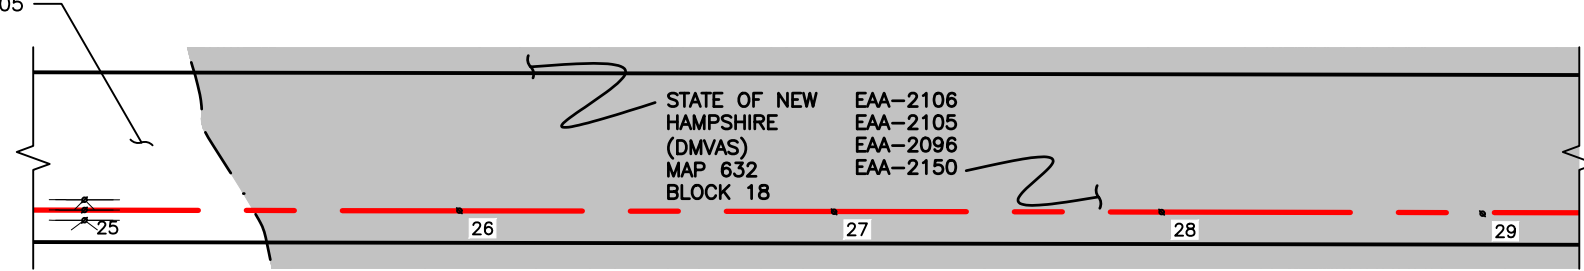 05
STATE OF NEW
HAMPSHIRE
(DMVAS)
MAP 632
BLOCK 18
EAA-2106
EAA-2105
EAA-2096
EAA-2150
25
26
27
28
29